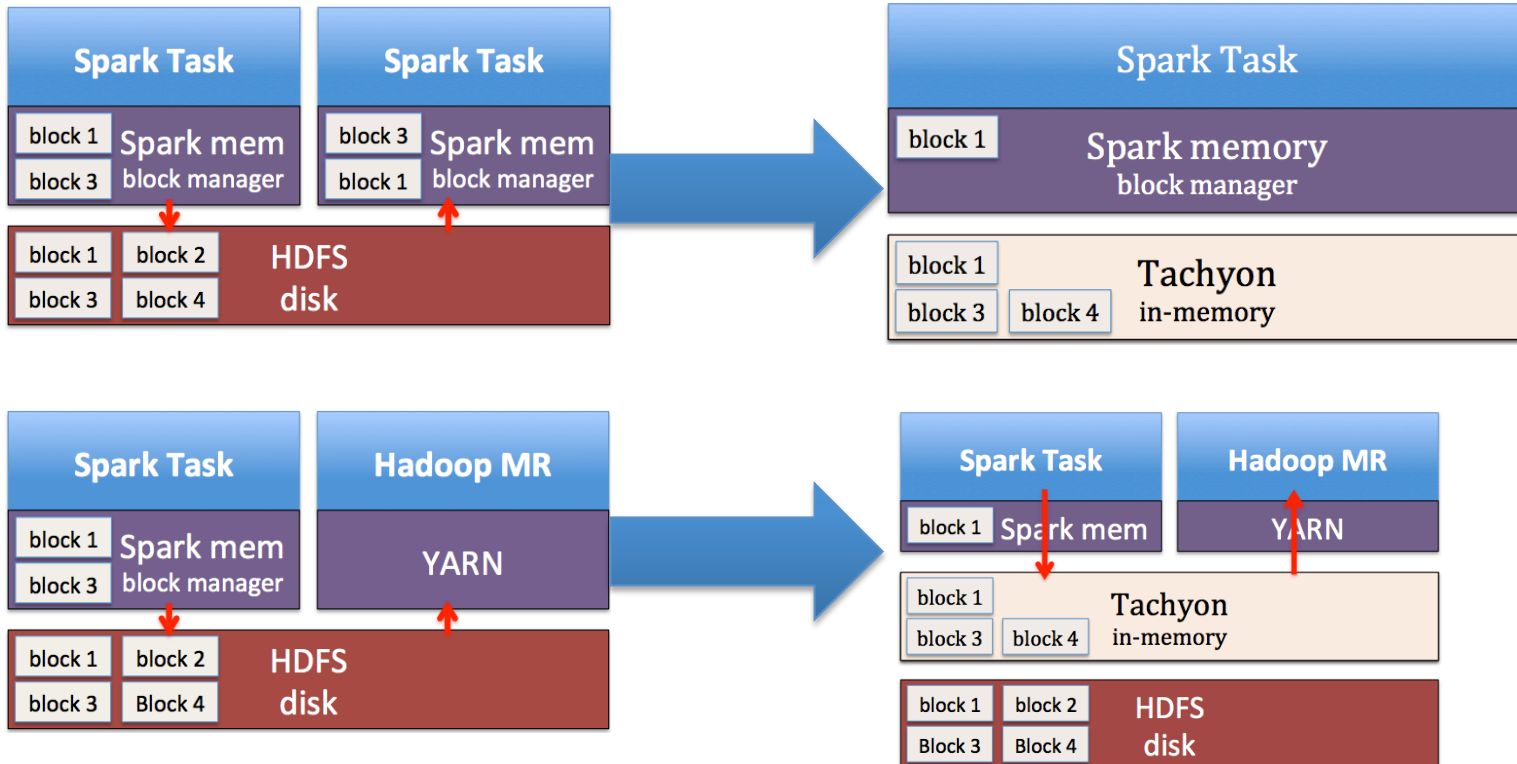 Spark Task
block 1
block 3
Spark mem
block manager
Spark Task
block 3
block 1
Spark mem
block manager
block 1
block 2
block 3
block 4
HDFS
disk
Spark Task
block 1
Spark memory
block manager
block 1
block 3
block 4
Tachyon
in-memory
Spark Task
block 1
block 3
Spark mem
block manager
Hadoop MR
YARN
block 1
block 2
block 3
Block 4
HDFS
disk
Spark Task
block 1
Spark mem
Hadoop MR
YARN
block 1
block 3
block 4
Tachyon
in-memory
block 1
block 2
Block 3
Block 4
HDFS
disk